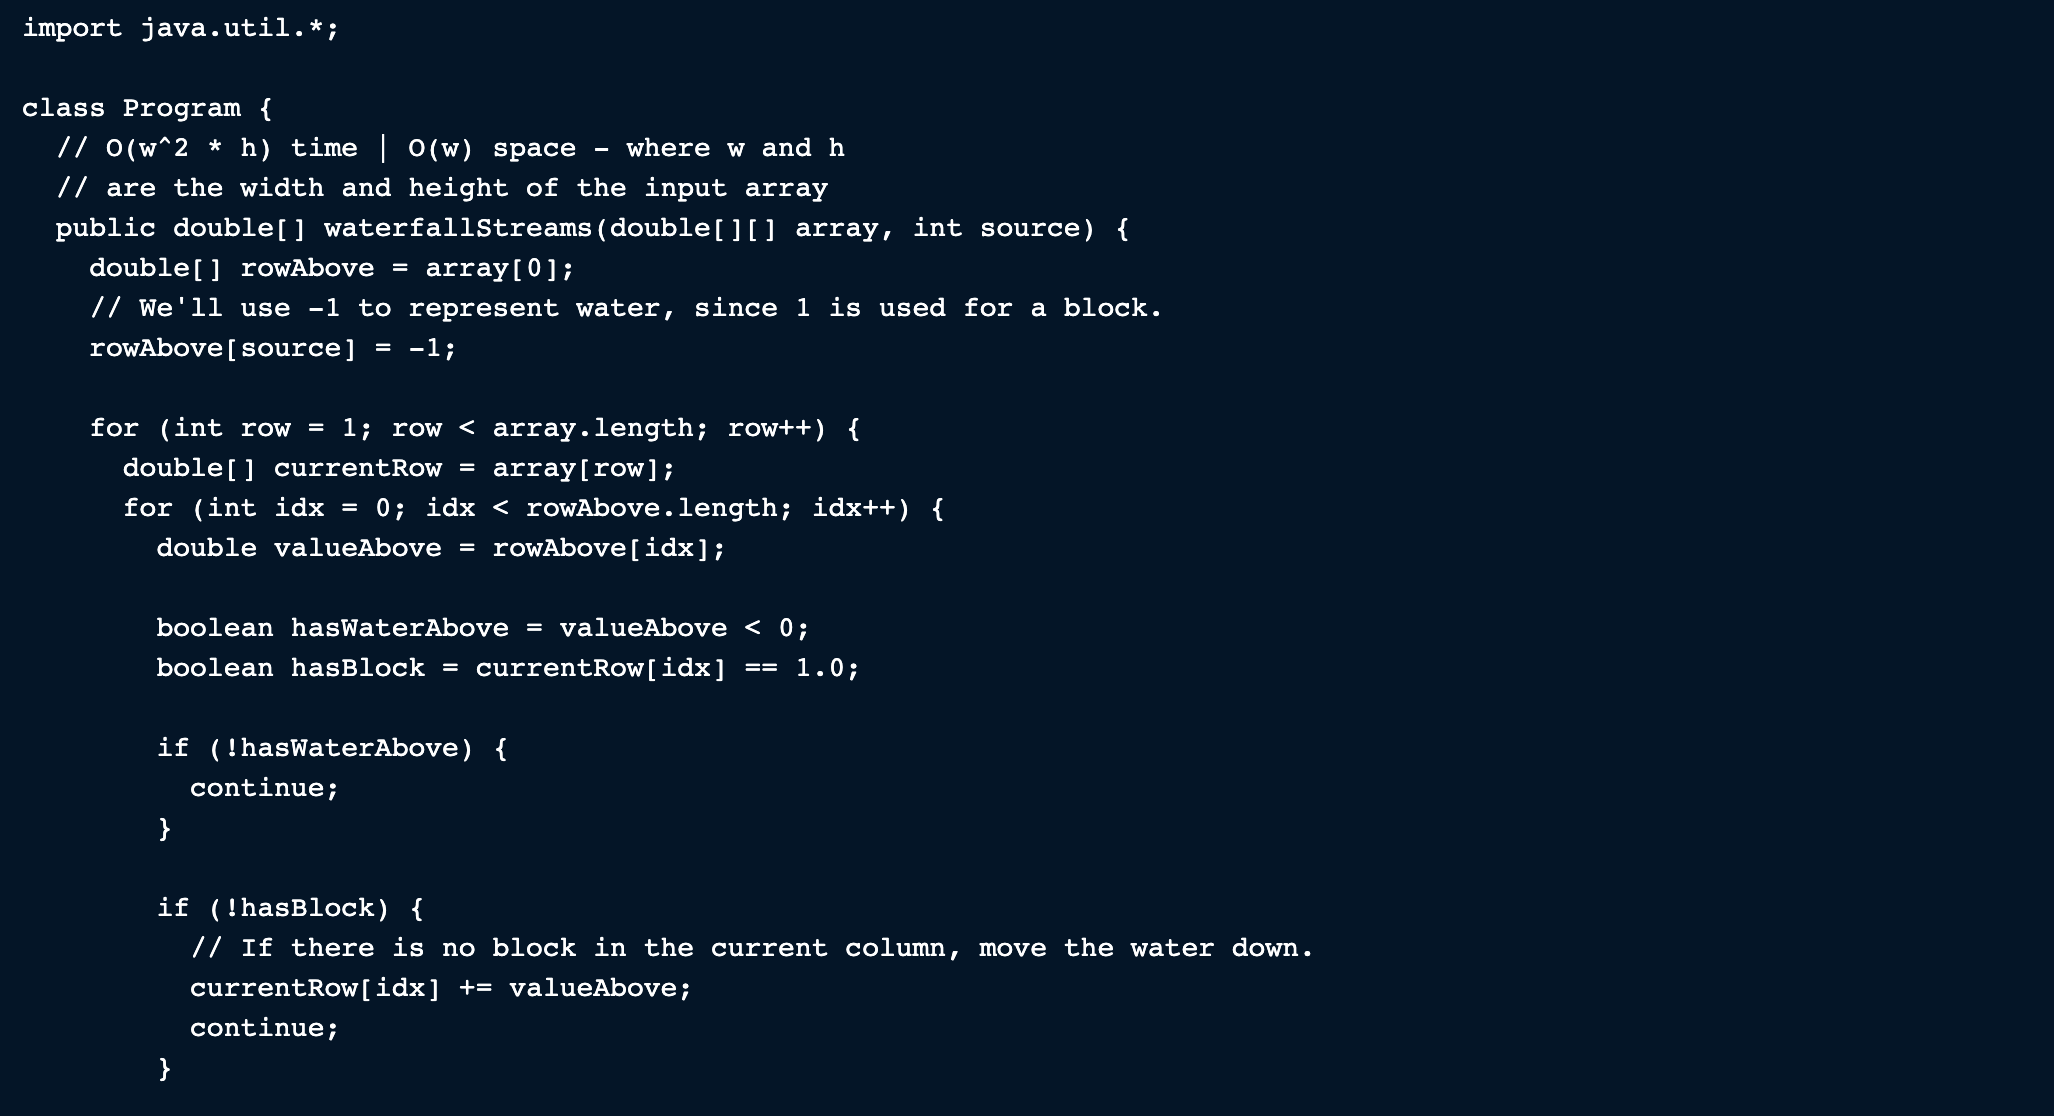 import java.util.*;

class Program {
  // O(w^2 * h) time | O(w) space - where w and h
  // are the width and height of the input array
  public double[] waterfallStreams(double[][] array, int source) {
    double[] rowAbove = array[0];
    // We'll use -1 to represent water, since 1 is used for a block.
    rowAbove[source] = -1;

    for (int row = 1; row < array.length; row++) {
      double[] currentRow = array[row];
      for (int idx = 0; idx < rowAbove.length; idx++) {
        double valueAbove = rowAbove[idx];

        boolean hasWaterAbove = valueAbove < 0;
        boolean hasBlock = currentRow[idx] == 1.0;

        if (!hasWaterAbove) {
          continue;
        }

        if (!hasBlock) {
          // If there is no block in the current column, move the water down.
          currentRow[idx] += valueAbove;
          continue;
        }